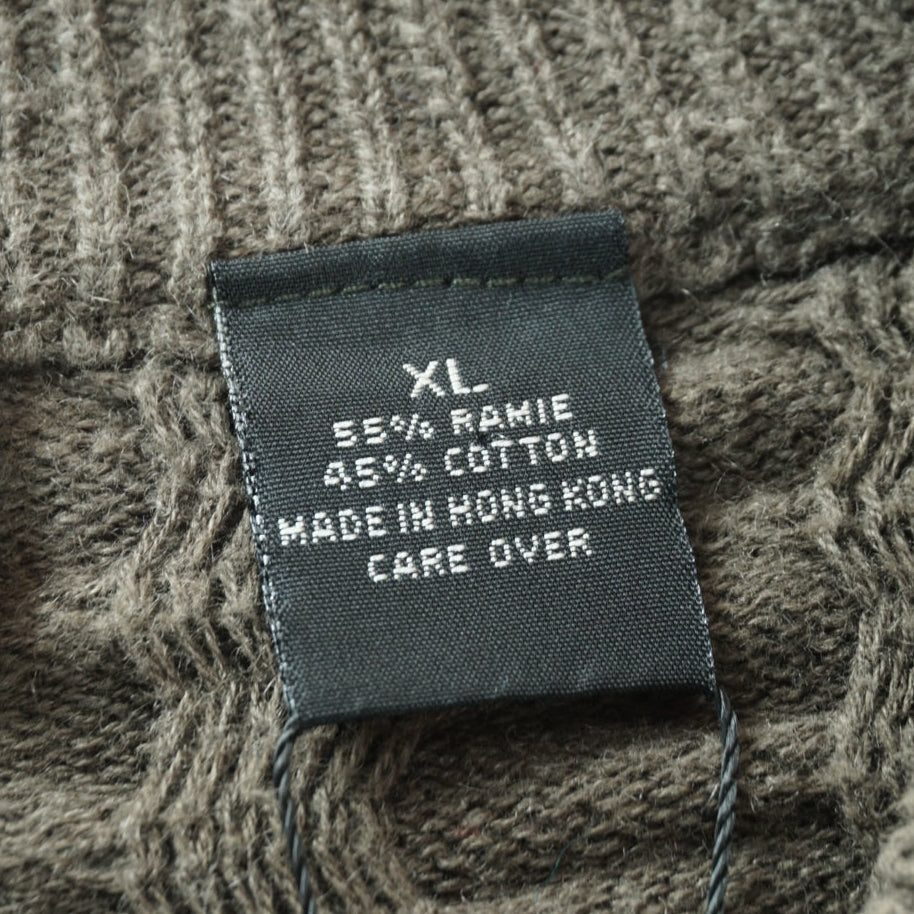 XL
55% RAMIE
45% COTTON
MADE IN HONG KONG
CARE OVER